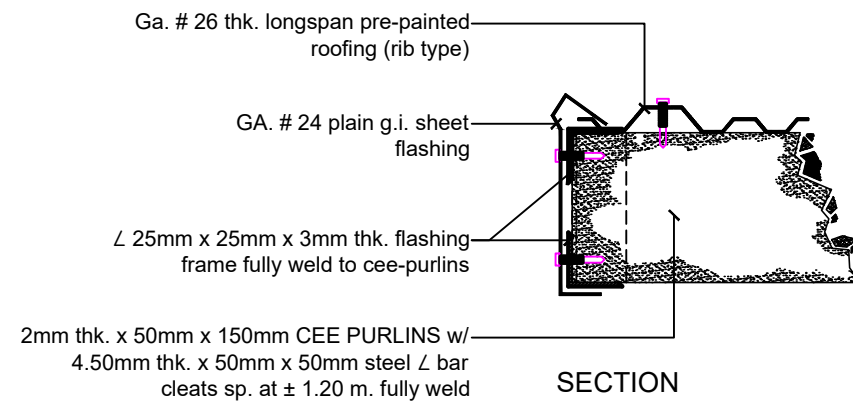 Ga. # 26 thk. longspan pre-painted
roofing (rib type)
GA. # 24 plain g.i. sheet
flashing
∠ 25mm x 25mm x 3mm thk. flashing
frame fully weld to cee-purlins
2mm thk. x 50mm x 150mm CEE PURLINS w/
4.50mm thk. x 50mm x 50mm steel ∠ bar
cleats sp. at ± 1.20 m. fully weld
SECTION